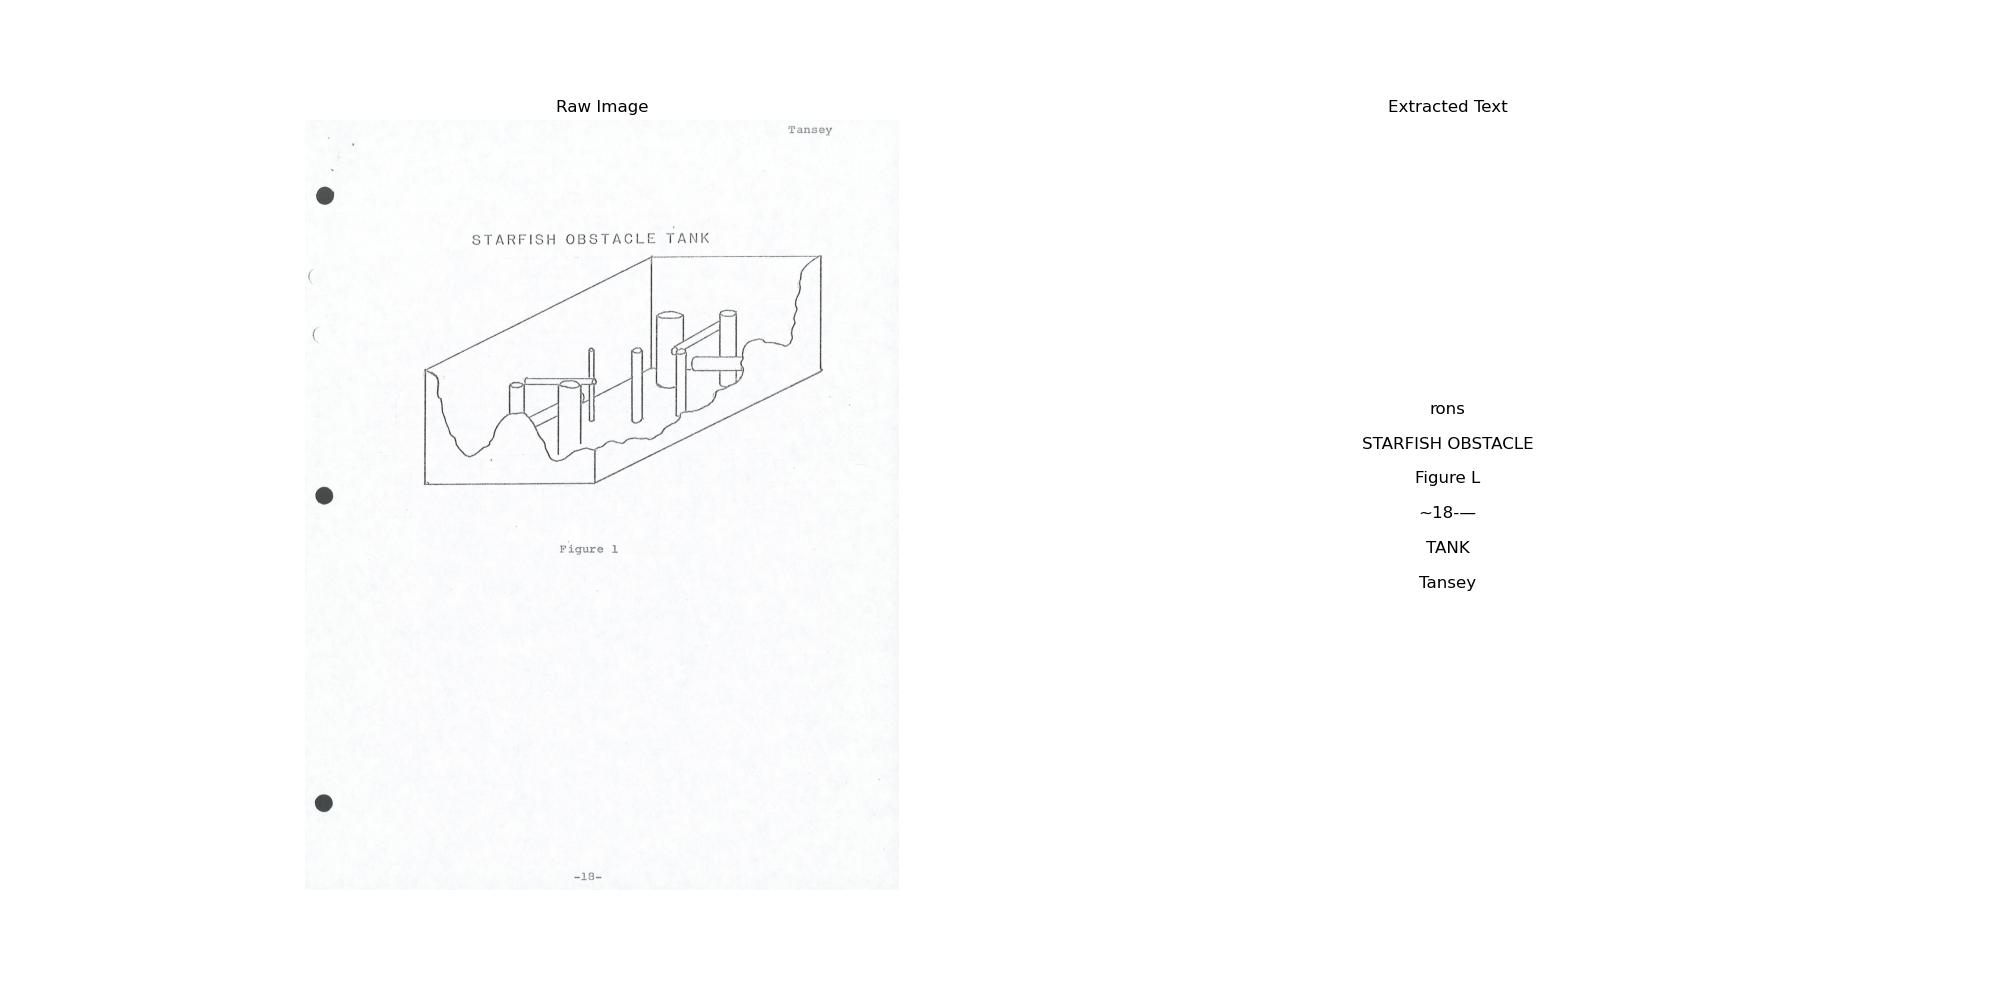 Raw Image
Tansey
STARFISH OBSTACLE TANK
Figure 1
-18-
Extracted Text
rons
STARFISH OBSTACLE
Figure L
~18-—
TANK
Tansey